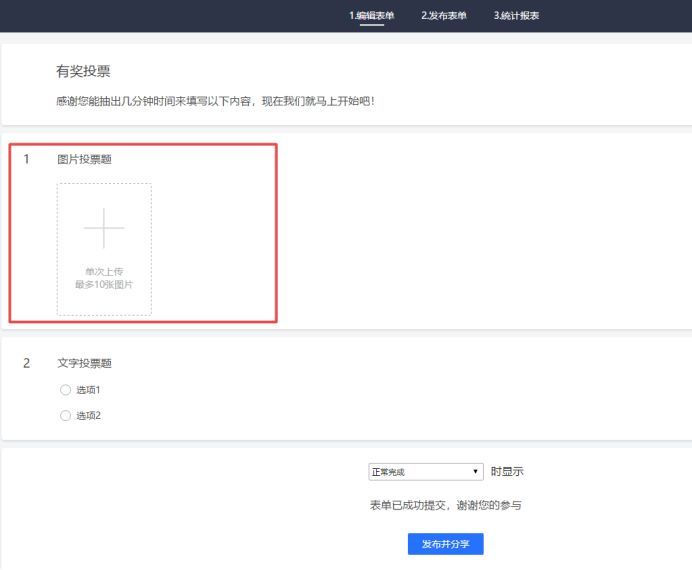 1.编辑表单 2.发布表单 3.统计报表
有奖投票
感谢您能抽出几分钟时间来填写以下内容，现在我们就马上开始吧！
1 图片投票题
单次上传
最多10张图片
2 文字投票题
选项1
选项2
正常完成 时显示
表单已成功提交，谢谢您的参与
发布并分享